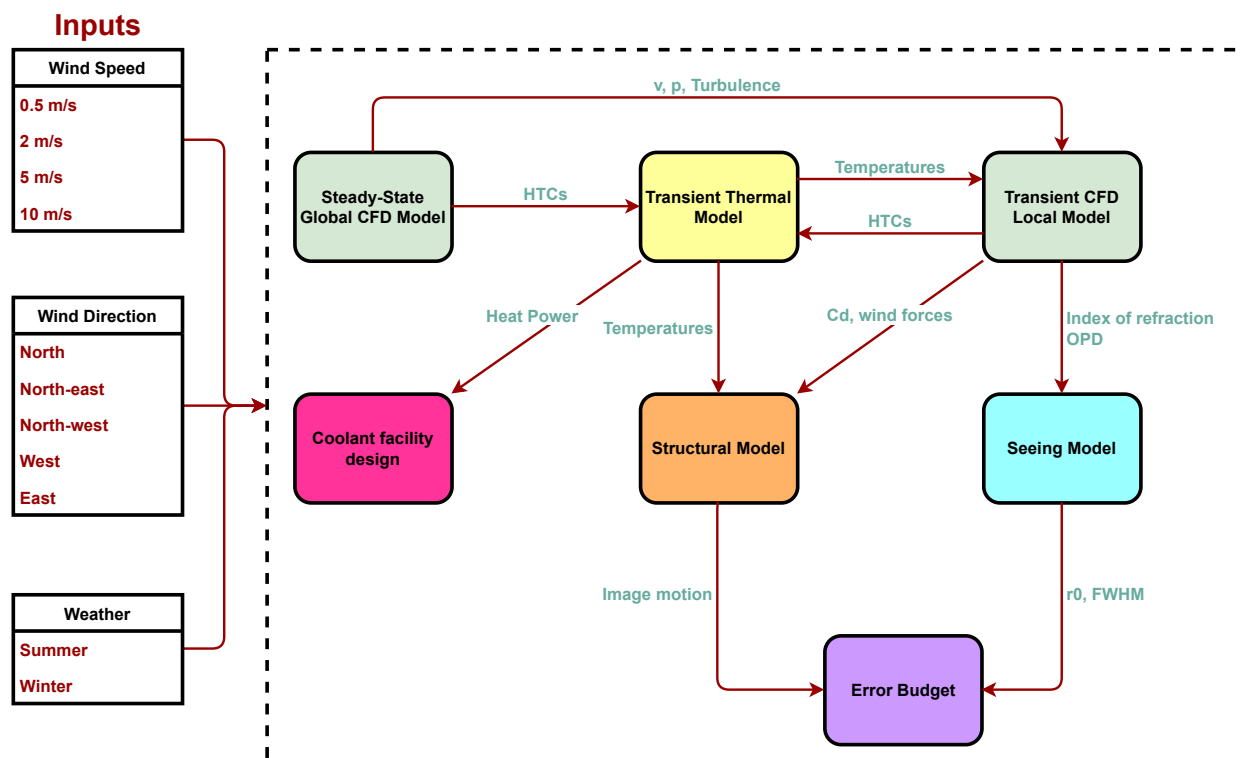 Inputs
Wind Speed
0.5 m/s
2 m/s
5 m/s
10 m/s
Wind Direction
North
North-east
North-west
West
East
Weather
Summer
Winter
v, p, Turbulence
Steady-State
Global CFD Model
HTCs
Transient Thermal
Model
Temperatures
HTCs
Transient CFD
Local Model
Heat Power
Temperatures
Cd, wind forces
Index of refraction
OPD
Coolant facility
design
Structural Model
Seeing Model
Image motion
r0, FWHM
Error Budget